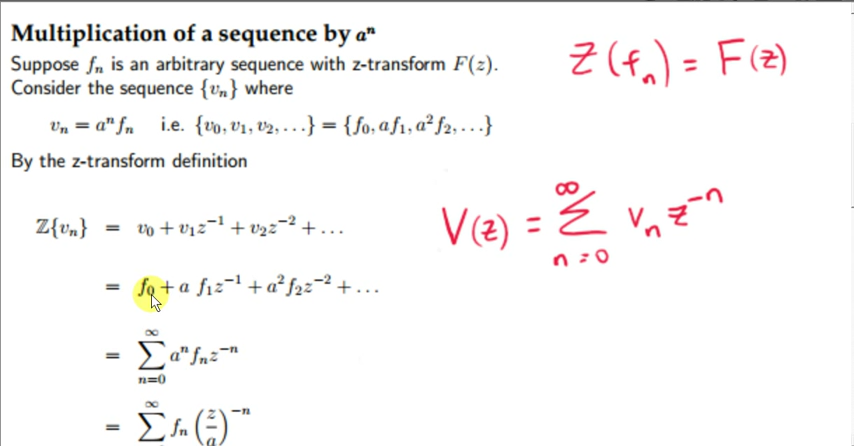 Multiplication of a sequence by aⁿ
Suppose fₙ is an arbitrary sequence with z-transform F(z).
Consider the sequence {vₙ} where
vₙ = aⁿfₙ i.e. {v₀, v₁, v₂, . . .} = {f₀, af₁, a²f₂, . . .}
By the z-transform definition
ℤ{vₙ} = v₀ + v₁z⁻¹ + v₂z⁻² + . . .
= f₀ + a f₁z⁻¹ + a²f₂z⁻² + . . .
= ∑_{n=0}^{∞} aⁿfₙz⁻ⁿ
= ∑^{∞} fₙ (z/a)⁻ⁿ
Z(fₙ) = F(z)
V(z) = ∑_{n=0}^{∞} vₙ z⁻ⁿ